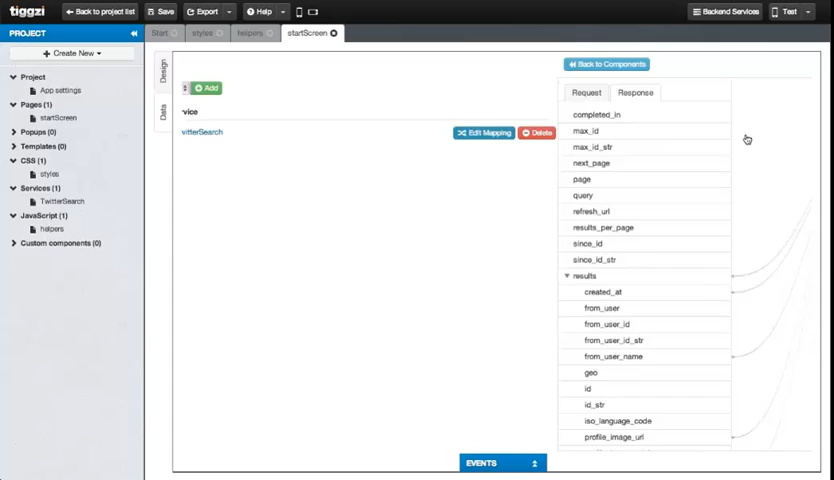 tiggzi
Back to project list
Save
Export
Help
Backend Services
Test
PROJECT
Start
styles
helpers
startScreen
Create New
Project
App settings
Pages (1)
startScreen
Popups (0)
Templates (0)
CSS (1)
styles
Services (1)
TwitterSearch
JavaScript (1)
helpers
Custom components (0)
Design
Data
Add
rvice
vitterSearch
Edit Mapping
Delete
Back to Components
Request
Response
completed_in
max_id
max_id_str
next_page
page
query
refresh_url
results_per_page
since_id
since_id_str
results
created_at
from_user
from_user_id
from_user_id_str
from_user_name
geo
id
id_str
iso_language_code
profile_image_url
EVENTS